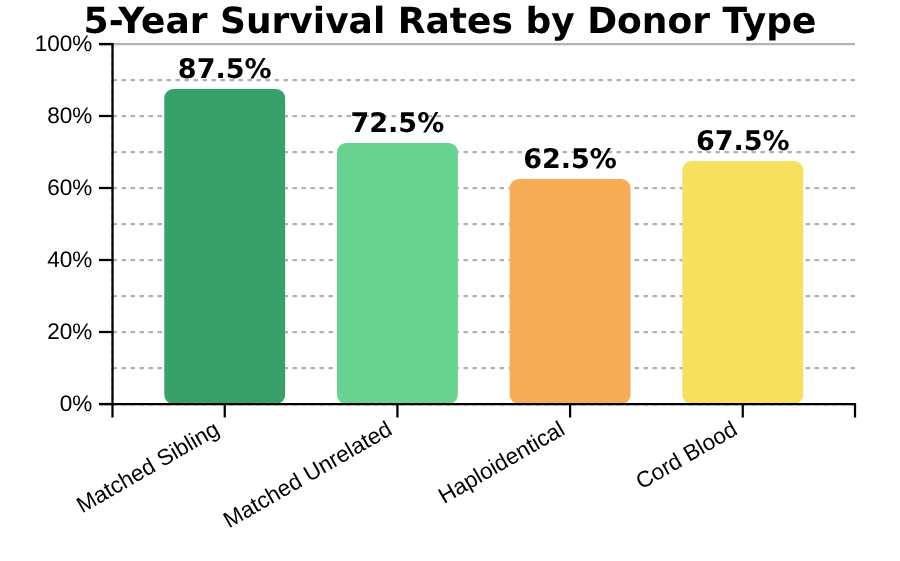 5-Year Survival Rates by Donor Type
100%
80%
60%
40%
20%
0%
87.5%
72.5%
62.5%
67.5%
Matched Sibling
Matched Unrelated
Haploidentical
Cord Blood